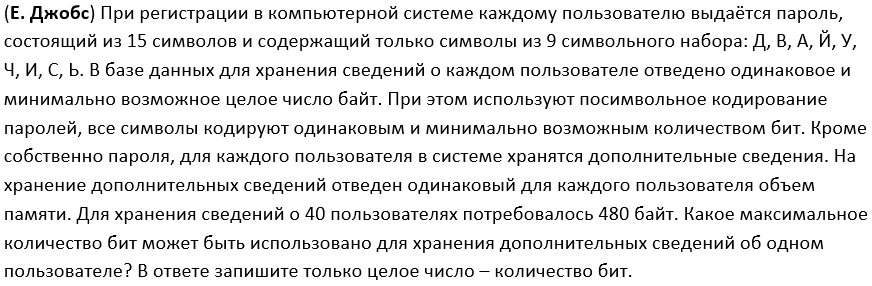 (Е. Джобс) При регистрации в компьютерной системе каждому пользователю выдаётся пароль,
состоящий из 15 символов и содержащий только символы из 9 символьного набора: Д, В, А, Й, У,
Ч, И, С, Ь. В базе данных для хранения сведений о каждом пользователе отведено одинаковое и
минимально возможное целое число байт. При этом используют посимвольное кодирование
паролей, все символы кодируют одинаковым и минимально возможным количеством бит. Кроме
собственно пароля, для каждого пользователя в системе хранятся дополнительные сведения. На
хранение дополнительных сведений отведен одинаковый для каждого пользователя объем
памяти. Для хранения сведений о 40 пользователях потребовалось 480 байт. Какое максимальное
количество бит может быть использовано для хранения дополнительных сведений об одном
пользователе? В ответе запишите только целое число – количество бит.